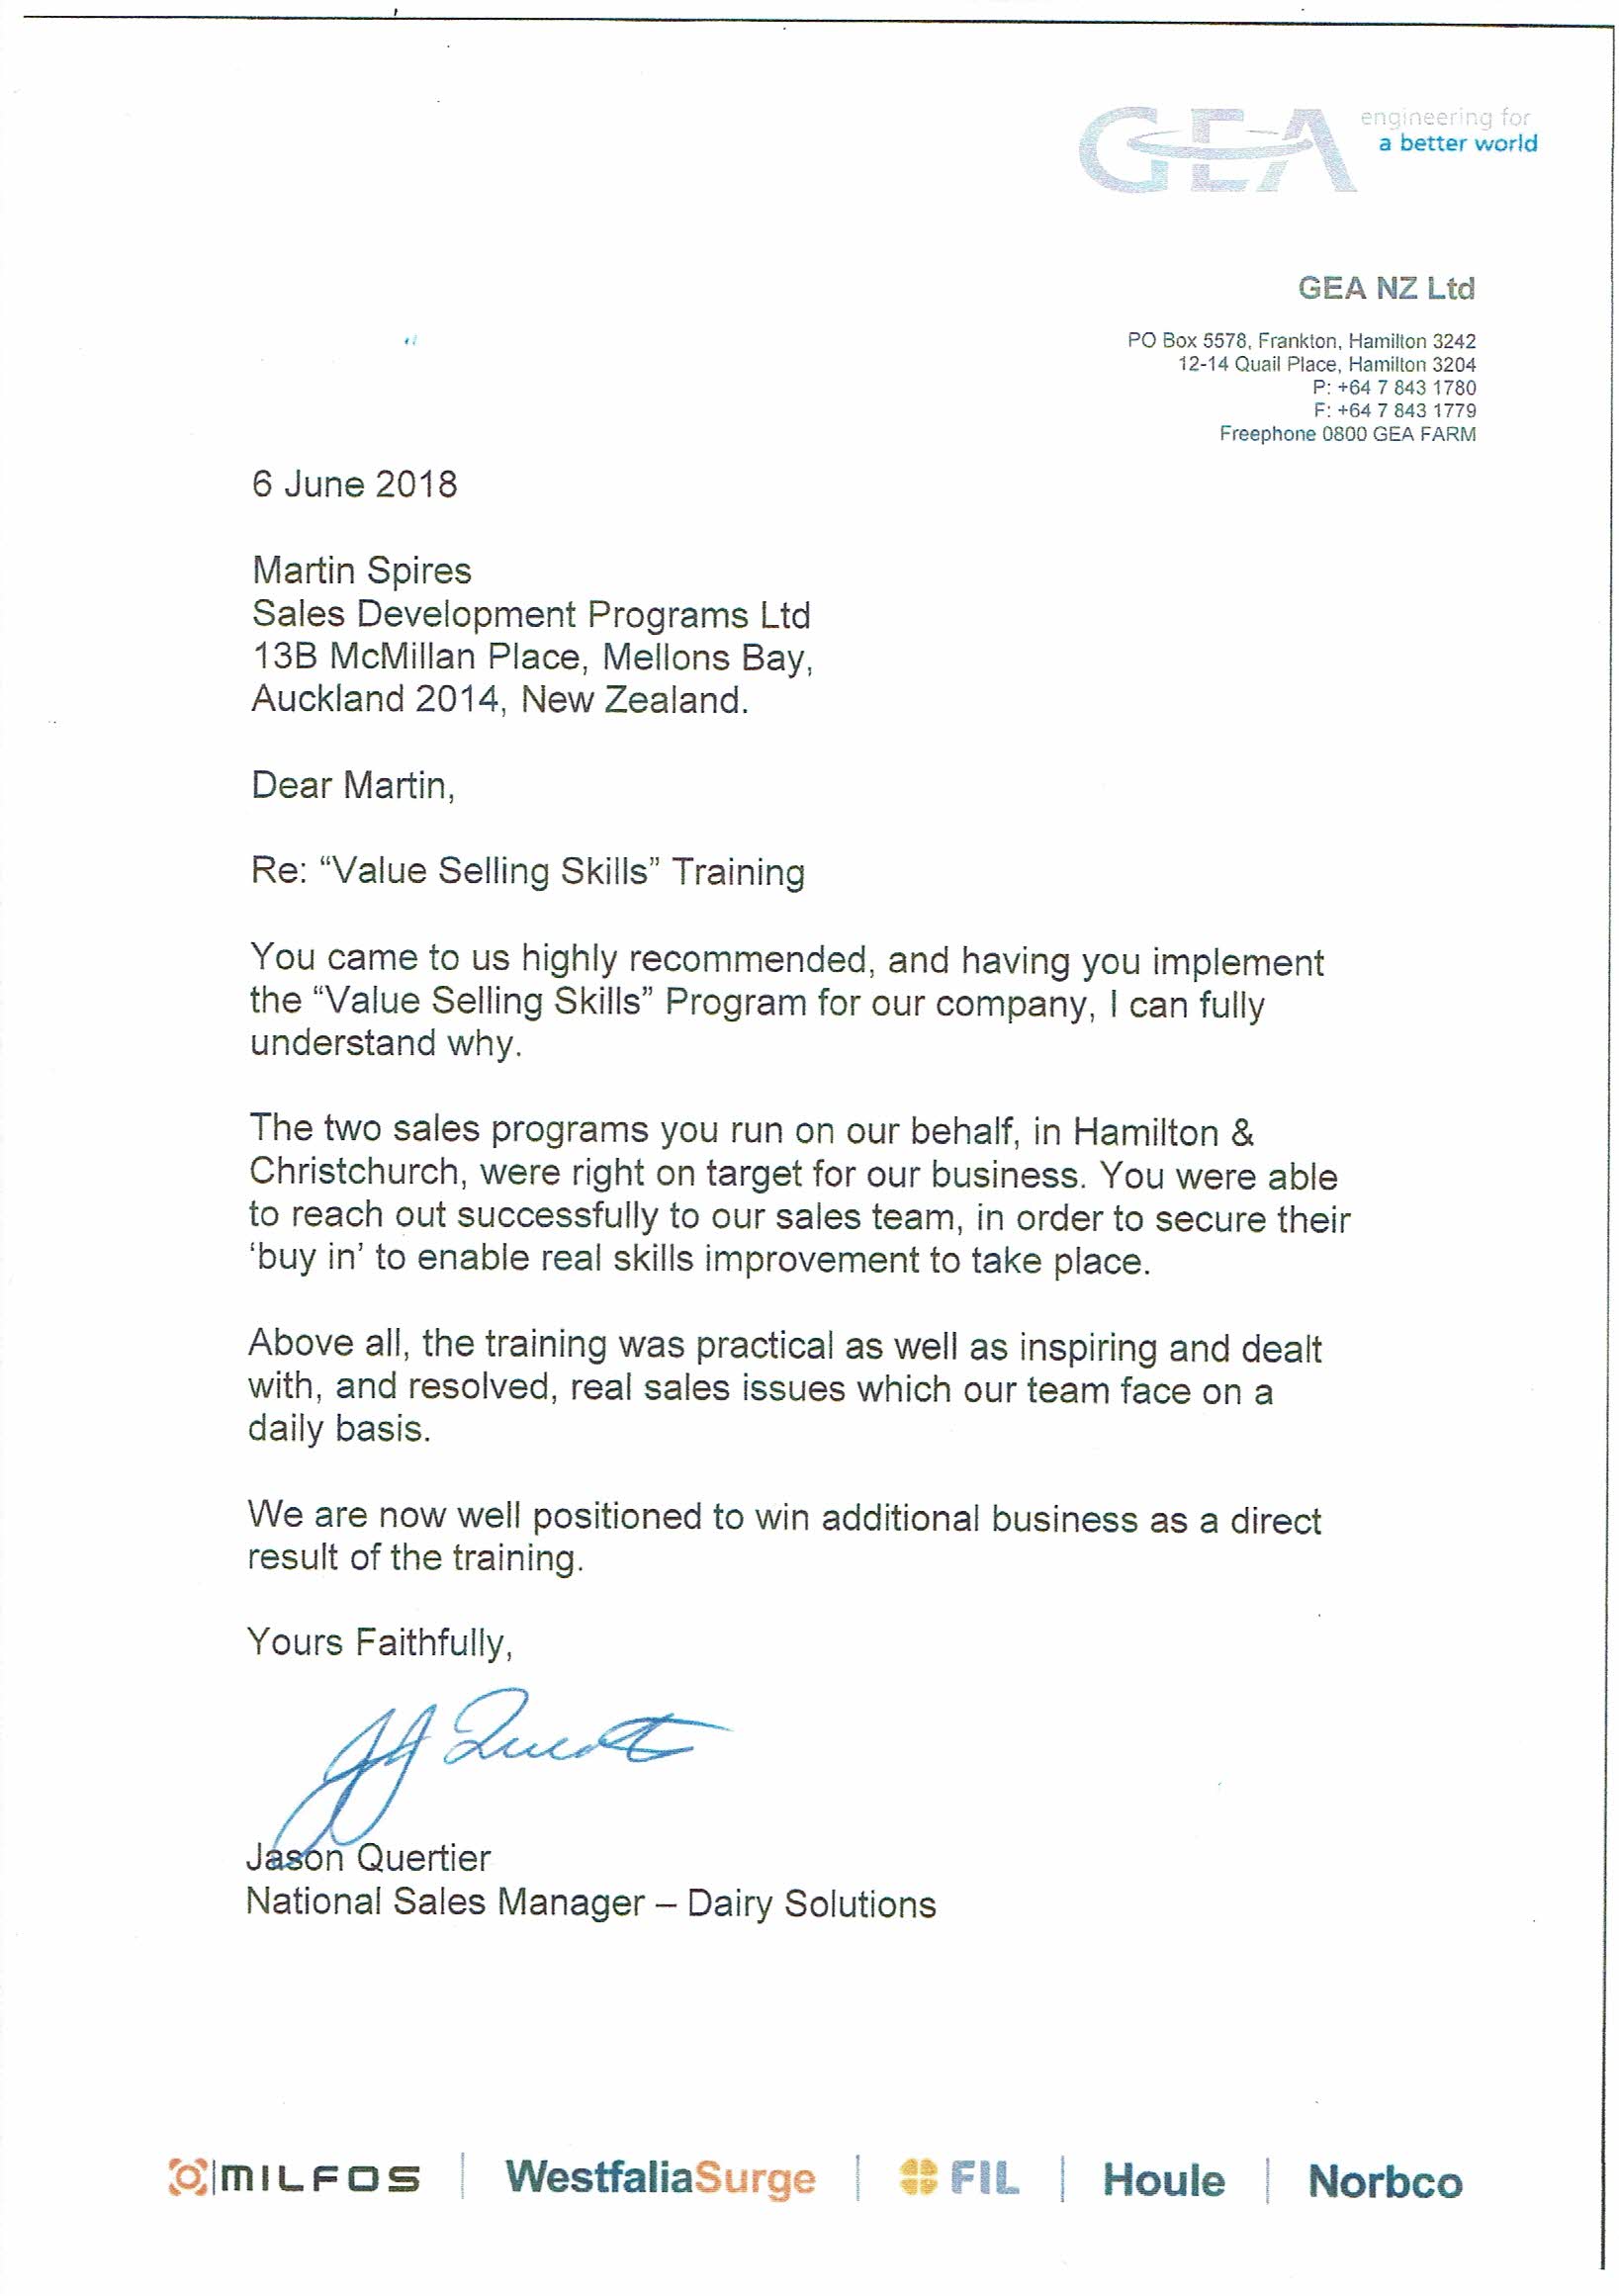 GEA engineering for
a better world
GEA NZ Ltd
PO Box 5578, Frankton, Hamilton 3242
12-14 Quail Place, Hamilton 3204
P: +64 7 843 1780
F: +64 7 843 1779
Freephone 0800 GEA FARM
6 June 2018
Martin Spires
Sales Development Programs Ltd
13B McMillan Place, Mellons Bay,
Auckland 2014, New Zealand.
Dear Martin,
Re: “Value Selling Skills” Training
You came to us highly recommended, and having you implement
the “Value Selling Skills” Program for our company, I can fully
understand why.
The two sales programs you run on our behalf, in Hamilton &
Christchurch, were right on target for our business. You were able
to reach out successfully to our sales team, in order to secure their
‘buy in’ to enable real skills improvement to take place.
Above all, the training was practical as well as inspiring and dealt
with, and resolved, real sales issues which our team face on a
daily basis.
We are now well positioned to win additional business as a direct
result of the training.
Yours Faithfully,
Jason Quertier
National Sales Manager – Dairy Solutions
MILFOS | WestfaliaSurge | FIL | Houle | Norbco